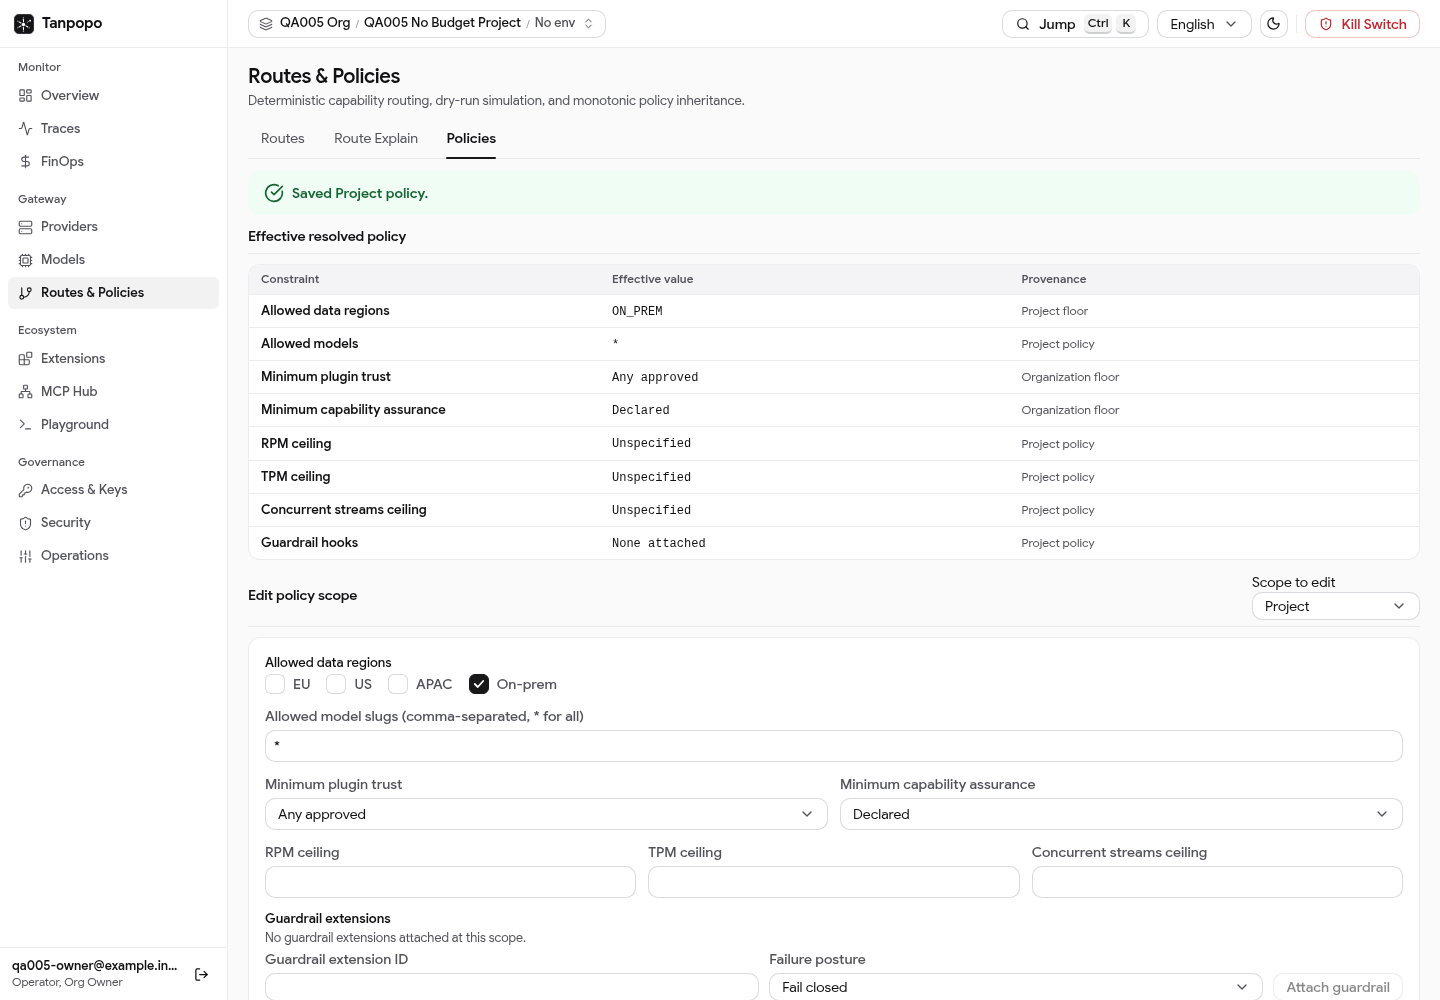 Tanpopo
QA005 Org / QA005 No Budget Project / No env
Jump Ctrl K
English
Kill Switch
Monitor
Overview
Traces
FinOps
Gateway
Providers
Models
Routes & Policies
Ecosystem
Extensions
MCP Hub
Playground
Governance
Access & Keys
Security
Operations
qa005-owner@example.in...
Operator, Org Owner
Routes & Policies
Deterministic capability routing, dry-run simulation, and monotonic policy inheritance.
Routes Route Explain Policies
Saved Project policy.
Effective resolved policy
Constraint Effective value Provenance
Allowed data regions ON_PREM Project floor
Allowed models * Project policy
Minimum plugin trust Any approved Organization floor
Minimum capability assurance Declared Organization floor
RPM ceiling Unspecified Project policy
TPM ceiling Unspecified Project policy
Concurrent streams ceiling Unspecified Project policy
Guardrail hooks None attached Project policy
Edit policy scope
Scope to edit
Project
Allowed data regions
EU US APAC On-prem
Allowed model slugs (comma-separated, * for all)
*
Minimum plugin trust Minimum capability assurance
Any approved Declared
RPM ceiling TPM ceiling Concurrent streams ceiling
Guardrail extensions
No guardrail extensions attached at this scope.
Guardrail extension ID Failure posture
Fail closed Attach guardrail